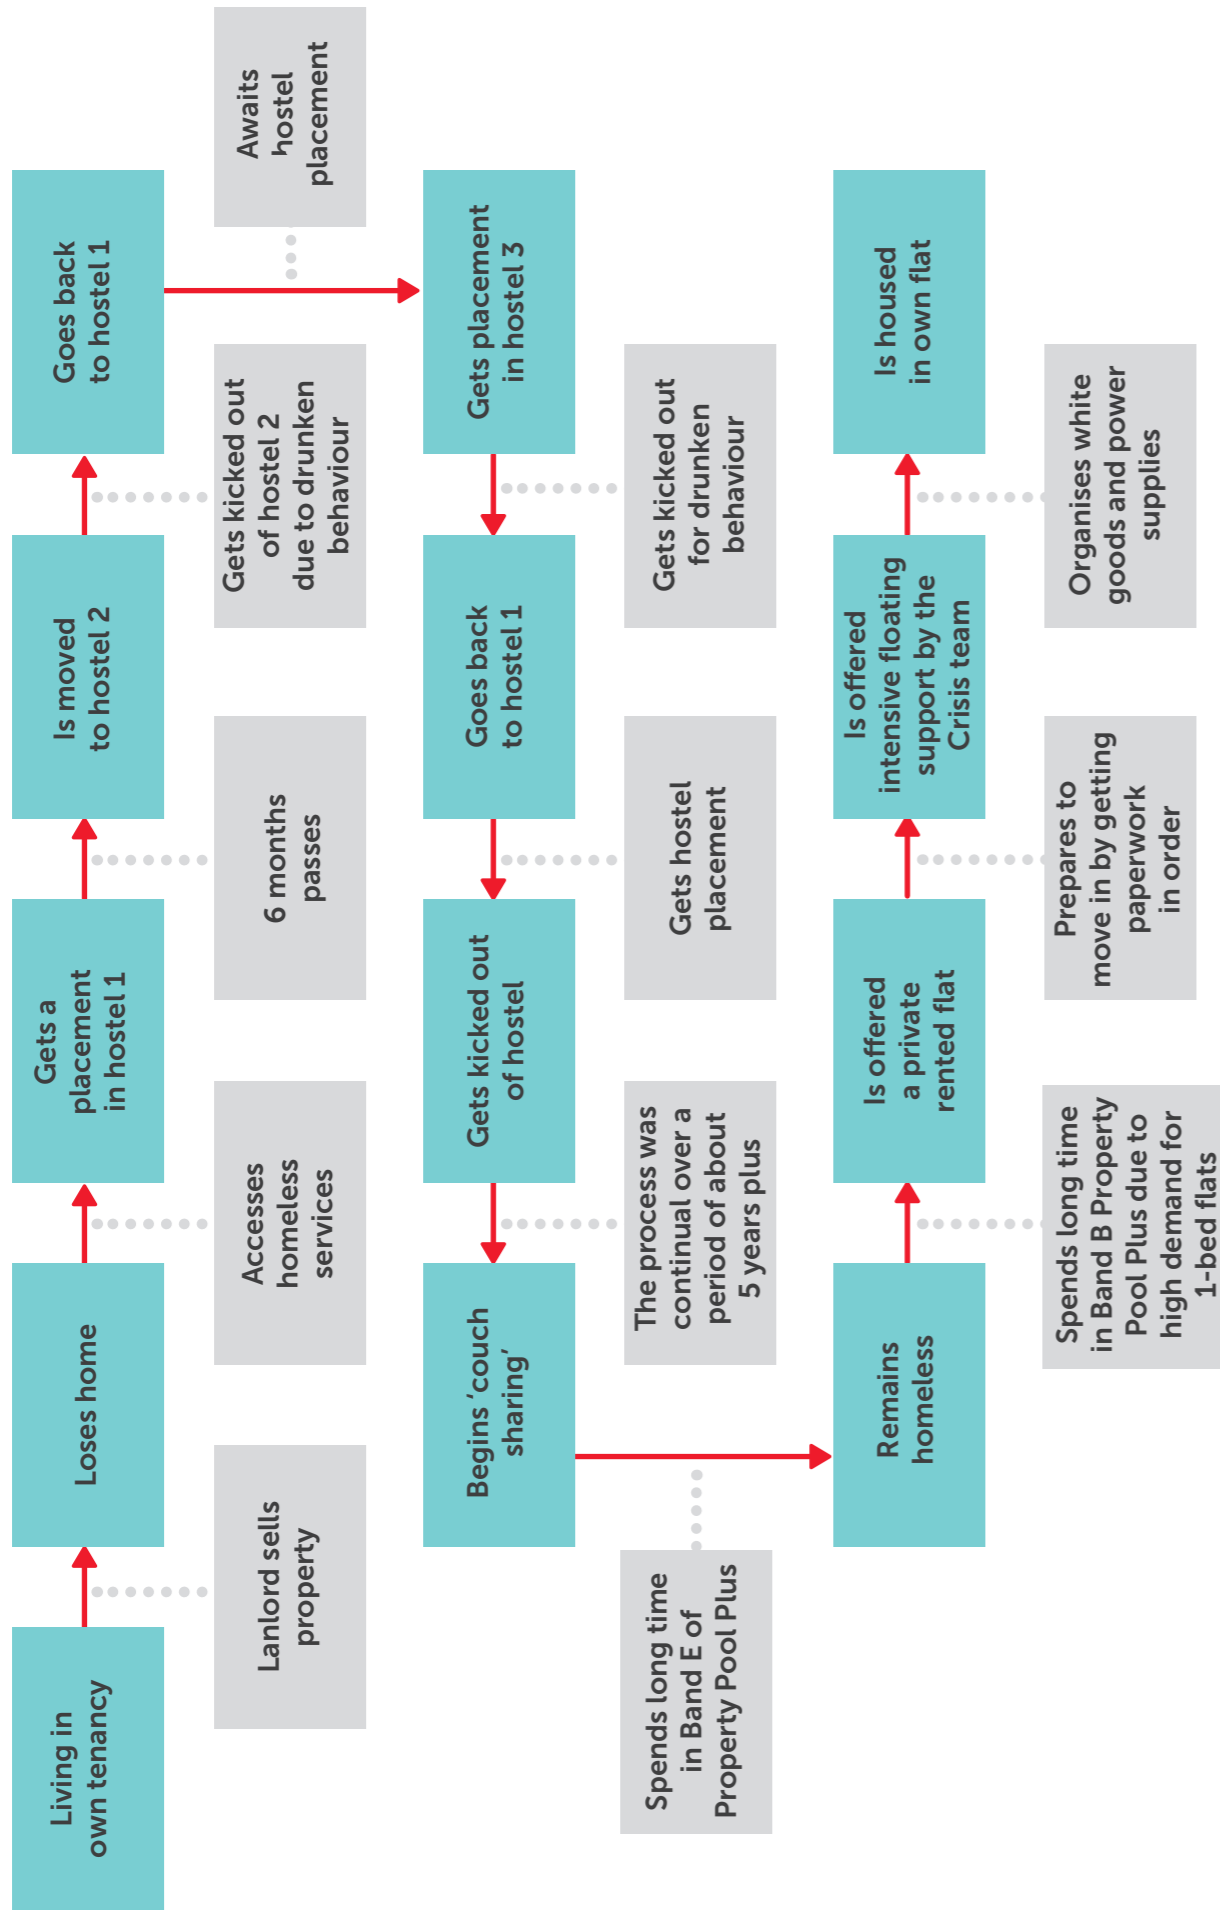 Living in
own tenancy
Lanlord sells
property
Loses home
Accesses
homeless
services
Gets a
placement
in hostel 1
6 months
passes
Is moved
to hostel 2
Gets kicked out
of hostel 2
due to drunken
behaviour
Goes back
to hostel 1
Awaits
hostel
placement
Gets placement
in hostel 3
Gets kicked out
for drunken
behaviour
Goes back
to hostel 1
Gets hostel
placement
Gets kicked out
of hostel
The process was
continual over a
period of about
5 years plus
Begins ‘couch
sharing’
Spends long time
in Band E of
Property Pool Plus
Remains
homeless
Spends long time
in Band B Property
Pool Plus due to
high demand for
1-bed flats
Is offered
a private
rented flat
Prepares to
move in by getting
paperwork
in order
Is offered
intensive floating
support by the
Crisis team
Organises white
goods and power
supplies
Is housed
in own flat